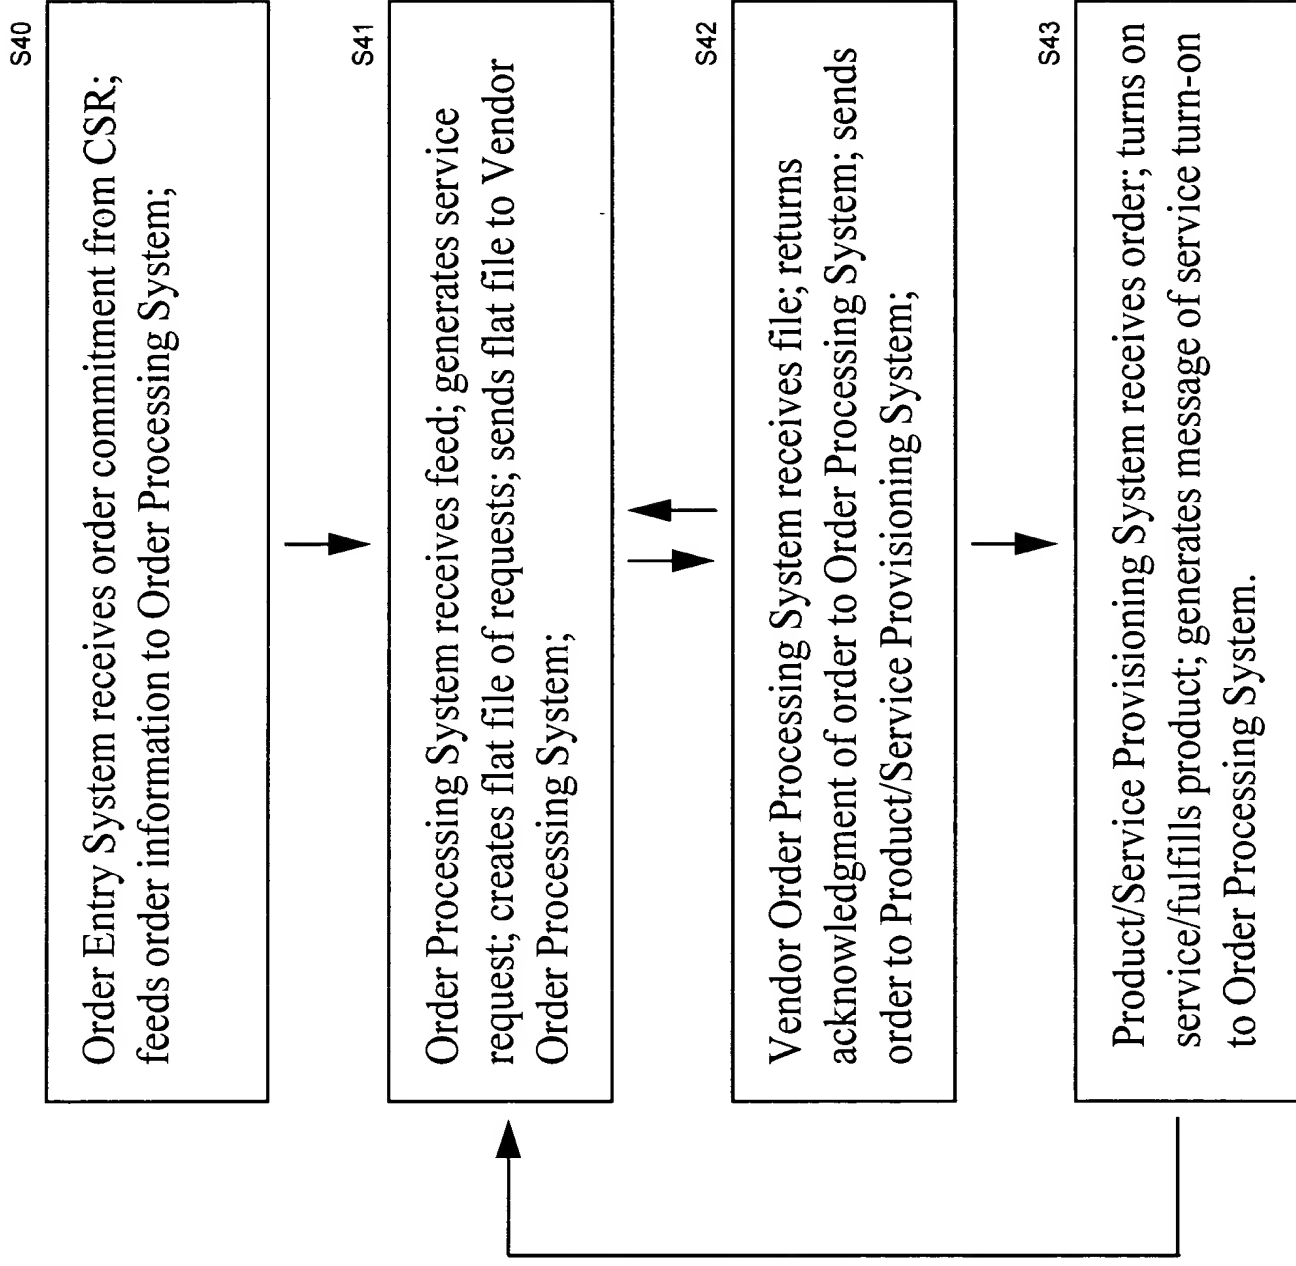 S40
Order Entry System receives order commitment from CSR;
feeds order information to Order Processing System;
S41
Order Processing System receives feed; generates service
request; creates flat file of requests; sends flat file to Vendor
Order Processing System;
S42
Vendor Order Processing System receives file; returns
acknowledgment of order to Order Processing System; sends
order to Product/Service Provisioning System;
S43
Product/Service Provisioning System receives order; turns on
service/fulfills product; generates message of service turn-on
to Order Processing System.